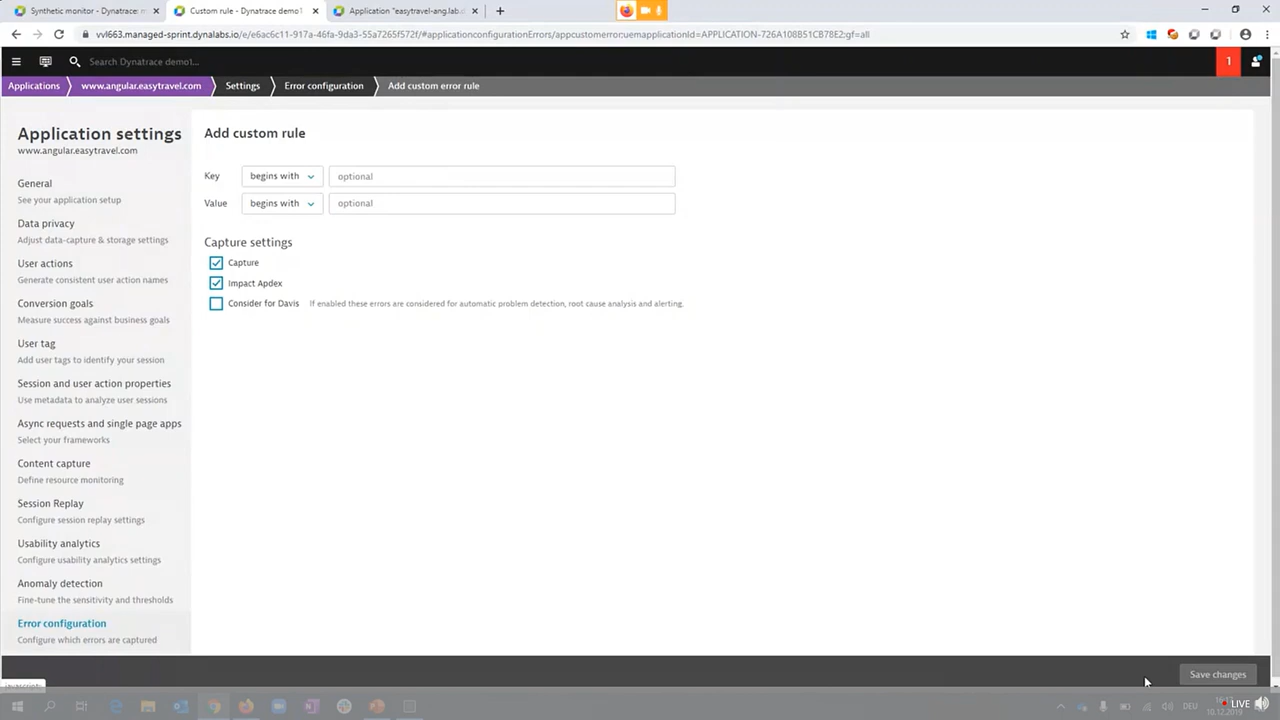 Synthetic monitor - Dynatrace: m
Custom rule - Dynatrace demo1
Application "easytravel-ang.lab.d
vvl663.managed-sprint.dynalabs.io/e/e6ac6c11-917a-46fa-9da3-55a7265f572f/#applicationconfigurationErrors/appcustomerror;uemapplicationId=APPLICATION-726A108B51CB78E2;gf=all
Search Dynatrace demo1...
1
Applications
www.angular.easytravel.com
Settings
Error configuration
Add custom error rule
Application settings
www.angular.easytravel.com
General
See your application setup
Data privacy
Adjust data-capture & storage settings
User actions
Generate consistent user action names
Conversion goals
Measure success against business goals
User tag
Add user tags to identify your session
Session and user action properties
Use metadata to analyze user sessions
Async requests and single page apps
Select your frameworks
Content capture
Define resource monitoring
Session Replay
Configure session replay settings
Usability analytics
Configure usability analytics settings
Anomaly detection
Fine-tune the sensitivity and thresholds
Error configuration
Configure which errors are captured
Add custom rule
Key
begins with
optional
Value
begins with
optional
Capture settings
Capture
Impact Apdex
Consider for Davis
If enabled these errors are considered for automatic problem detection, root cause analysis and alerting.
Save changes
DEU
10.12.2019
LIVE